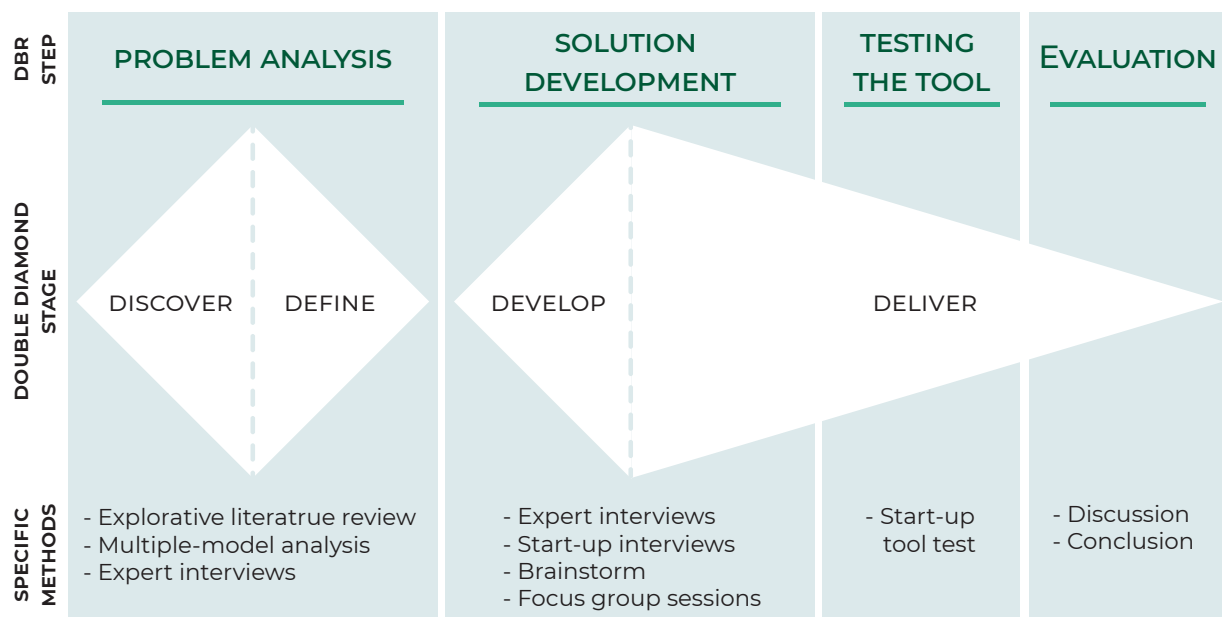 DBR
STEP
PROBLEM ANALYSIS
SOLUTION
DEVELOPMENT
TESTING
THE TOOL
EVALUATION
DOUBLE DIAMOND
STAGE
DISCOVER
DEFINE
DEVELOP
DELIVER
SPECIFIC
METHODS
- Explorative literatrue review
- Multiple-model analysis
- Expert interviews
- Expert interviews
- Start-up interviews
- Brainstorm
- Focus group sessions
- Start-up
tool test
- Discussion
- Conclusion